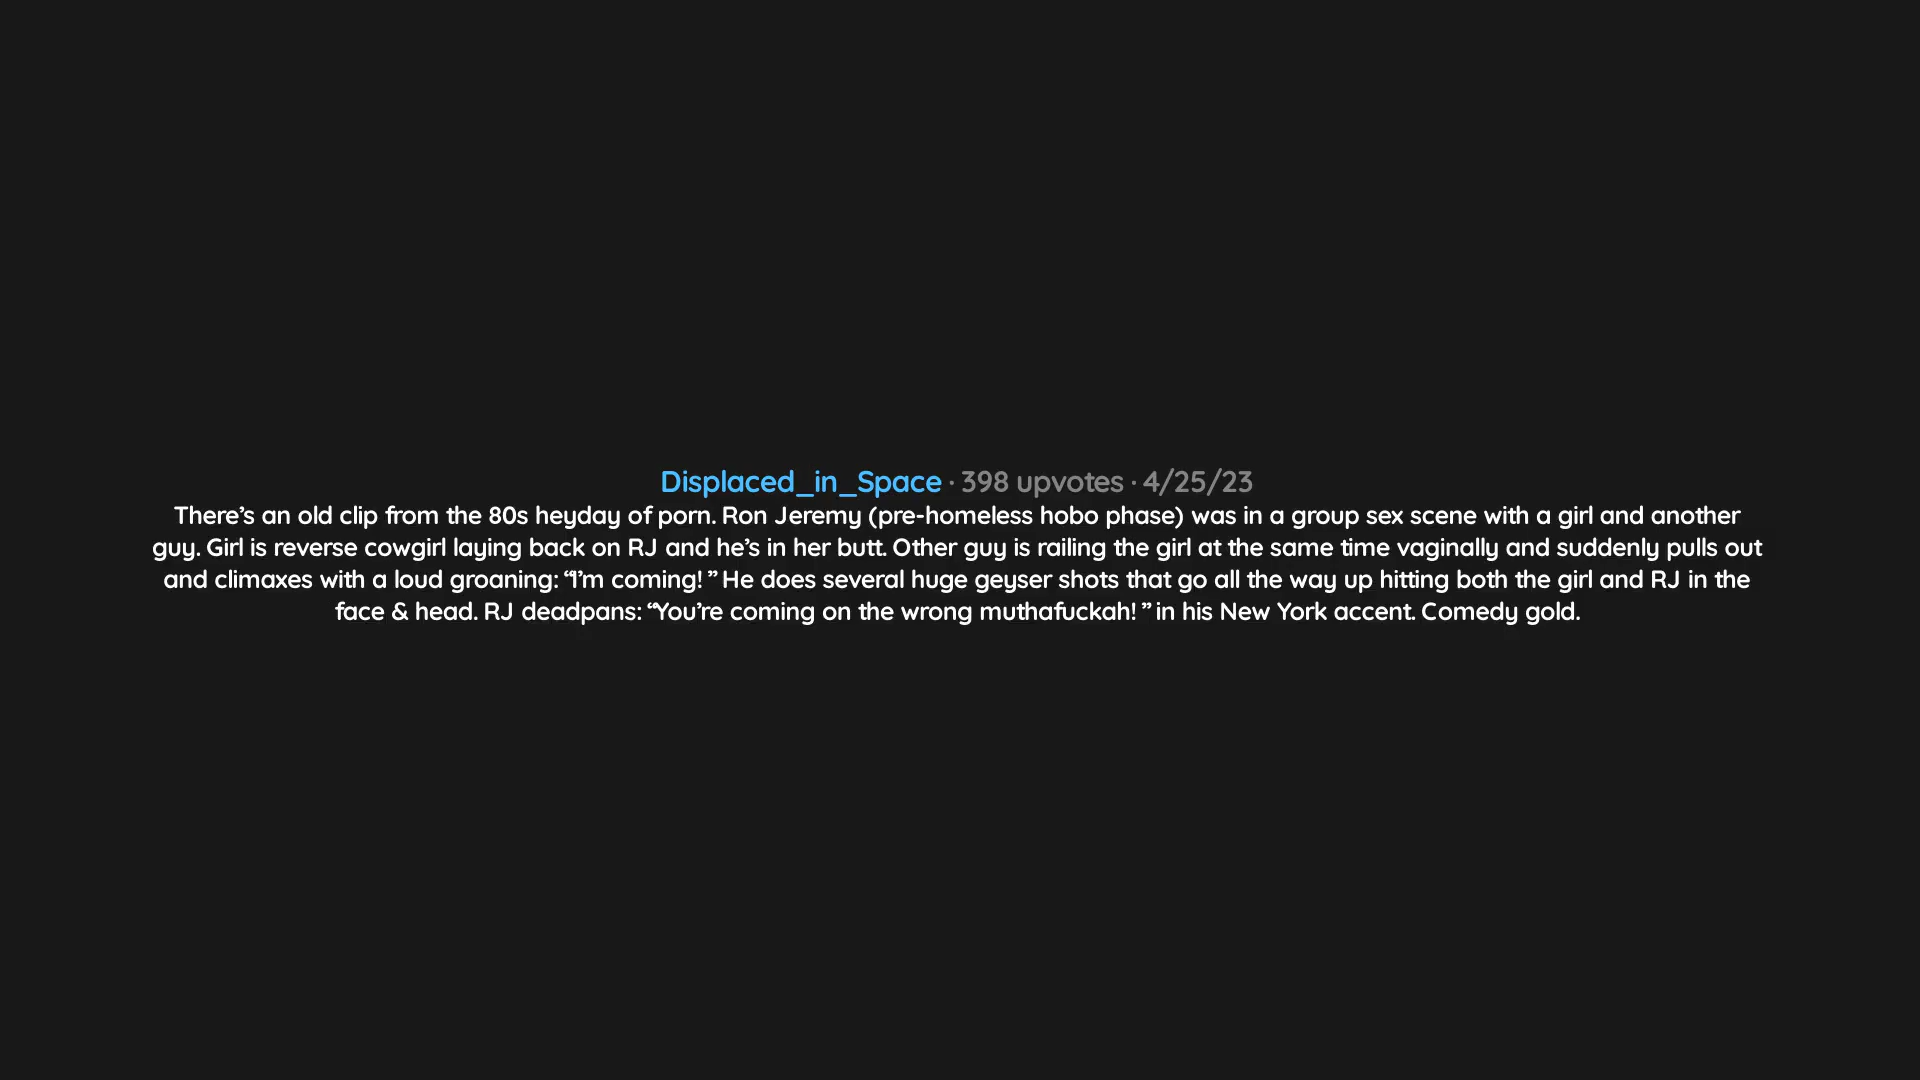 Displaced_in_Space · 398 upvotes · 4/25/23
There’s an old clip from the 80s heyday of porn. Ron Jeremy (pre-homeless hobo phase) was in a group sex scene with a girl and another
guy. Girl is reverse cowgirl laying back on RJ and he’s in her butt. Other guy is railing the girl at the same time vaginally and suddenly pulls out
and climaxes with a loud groaning: “I’m coming! ” He does several huge geyser shots that go all the way up hitting both the girl and RJ in the
face & head. RJ deadpans: “You’re coming on the wrong muthafuckah! ” in his New York accent. Comedy gold.